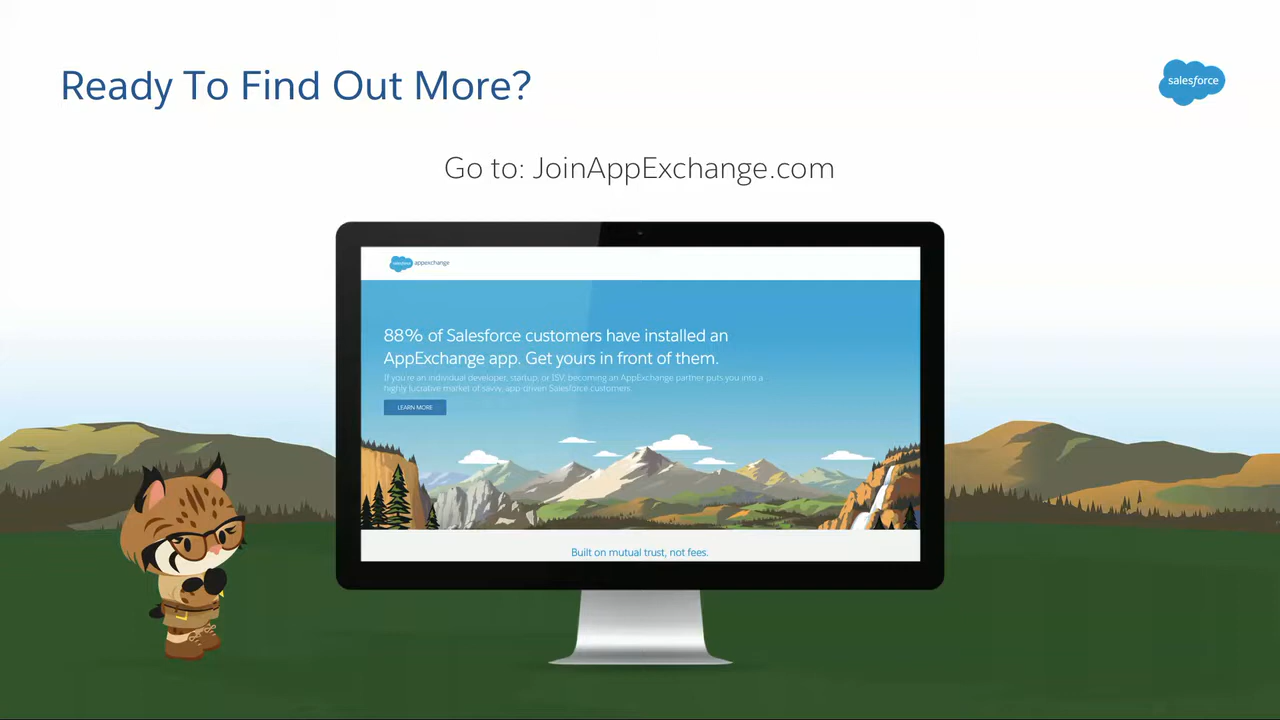 Ready To Find Out More?
salesforce
Go to: JoinAppExchange.com
salesforce appexchange
88% of Salesforce customers have installed an
AppExchange app. Get yours in front of them.
If you're an individual developer, startup, or ISV, becoming an AppExchange partner puts you into a
highly lucrative market of savvy, app-driven Salesforce customers.
LEARN MORE
Built on mutual trust, not fees.